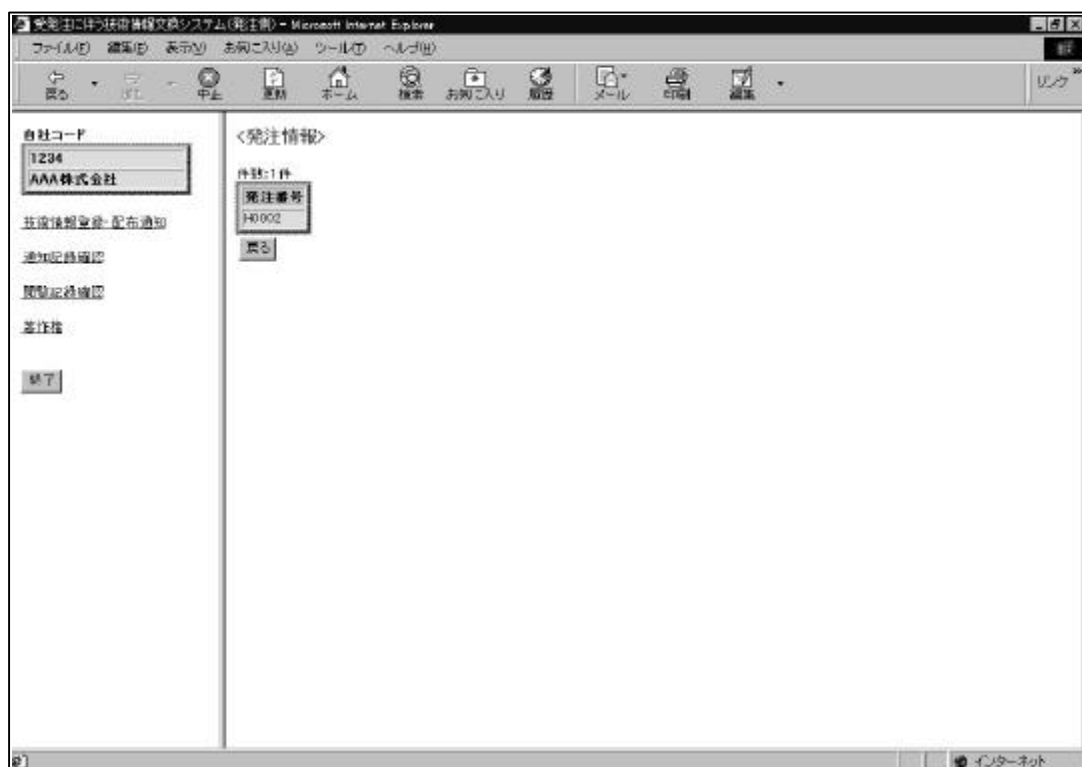 受発注に伴う技術情報交換システム(発注側) - Microsoft Internet Explorer
ファイル(F) 編集(E) 表示(V) お気に入り(A) ツール(T) ヘルプ(H)
戻る 進む 中止 更新 ホーム 検索 お気に入り 履歴 メール 印刷 編集 リンク
自社コード
1234
AAA株式会社
技術情報登録・配布通知
通知記録確認
閲覧記録確認
著作権
終了
<発注情報>
件数:1件
発注番号
H0002
戻る
インターネット